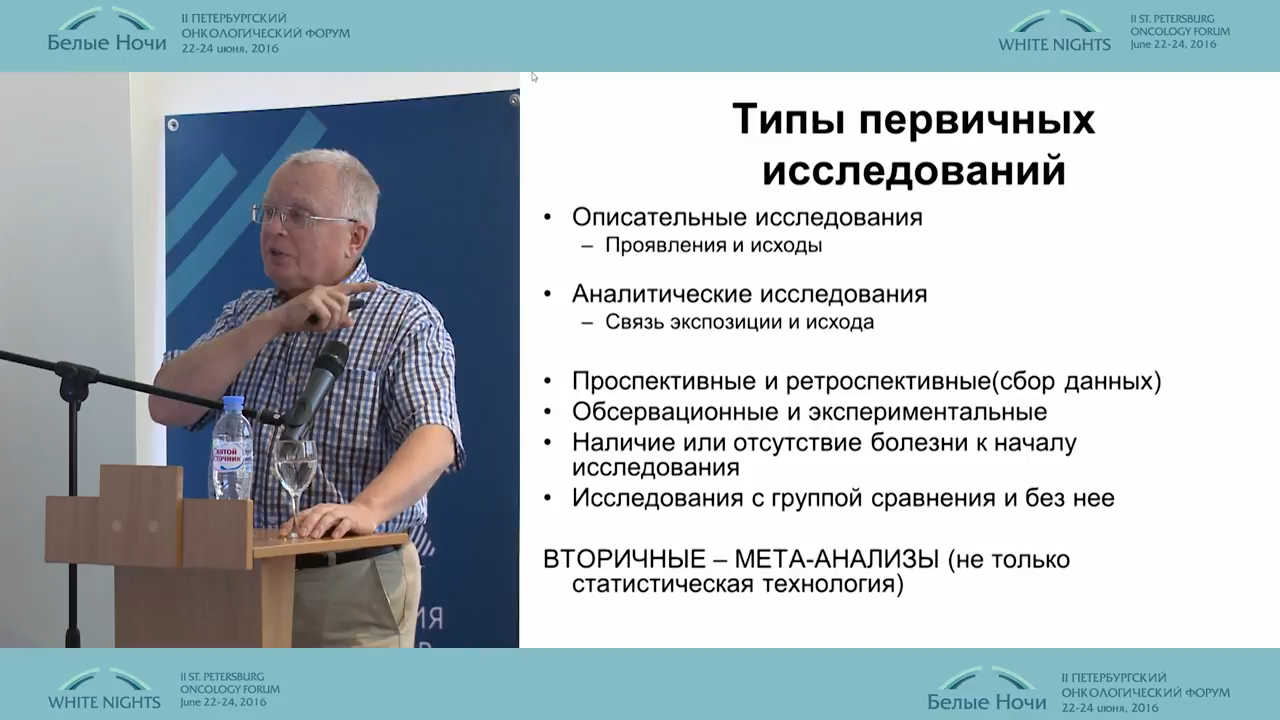 Белые Ночи
II ПЕТЕРБУРГСКИЙ
ОНКОЛОГИЧЕСКИЙ ФОРУМ
22-24 июня, 2016
WHITE NIGHTS
II ST. PETERSBURG
ONCOLOGY FORUM
June 22-24, 2016
Типы первичных
исследований
• Описательные исследования
– Проявления и исходы
• Аналитические исследования
– Связь экспозиции и исхода
• Проспективные и ретроспективные(сбор данных)
• Обсервационные и экспериментальные
• Наличие или отсутствие болезни к началу
исследования
• Исследования с группой сравнения и без нее
ВТОРИЧНЫЕ – МЕТА-АНАЛИЗЫ (не только
статистическая технология)
WHITE NIGHTS
II ST. PETERSBURG
ONCOLOGY FORUM
June 22-24, 2016
Белые Ночи
II ПЕТЕРБУРГСКИЙ
ОНКОЛОГИЧЕСКИЙ ФОРУМ
22-24 июня, 2016